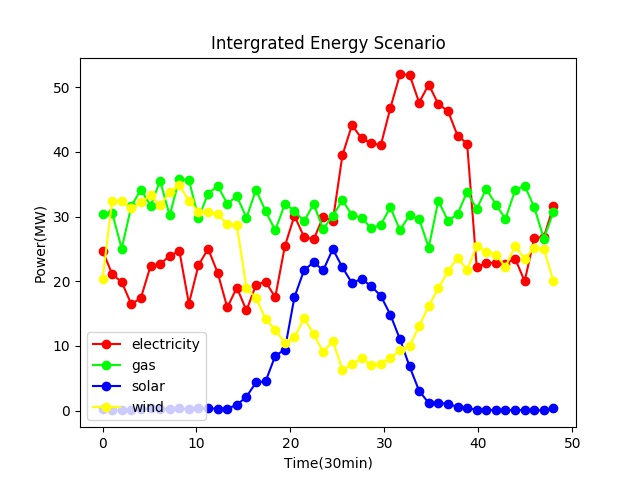 Intergrated Energy Scenario
Power(MW)
50
40
30
20
10
0
electricity
gas
solar
wind
0 10 20 30 40 50
Time(30min)